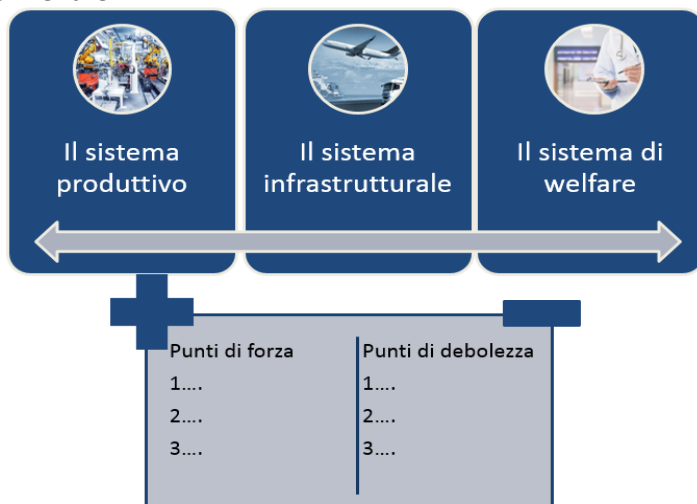 Il sistema
produttivo
Il sistema
infrastrutturale
Il sistema di
welfare
Punti di forza
1....
2....
3....
Punti di debolezza
1....
2....
3....